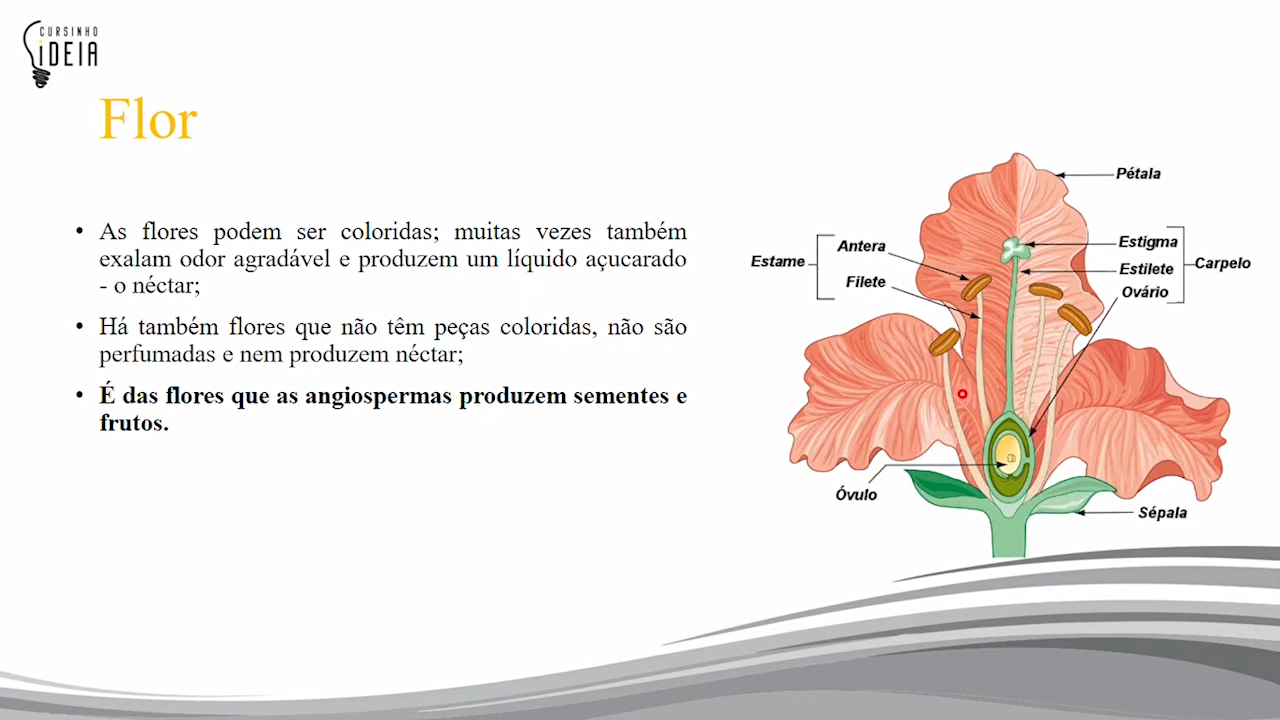 CURSINHO
iDEIA
Flor
• As flores podem ser coloridas; muitas vezes também
exalam odor agradável e produzem um líquido açucarado
- o néctar;
• Há também flores que não têm peças coloridas, não são
perfumadas e nem produzem néctar;
• É das flores que as angiospermas produzem sementes e
frutos.
Pétala
Estame
Antera
Filete
Estigma
Estilete
Ovário
Carpelo
Óvulo
Sépala